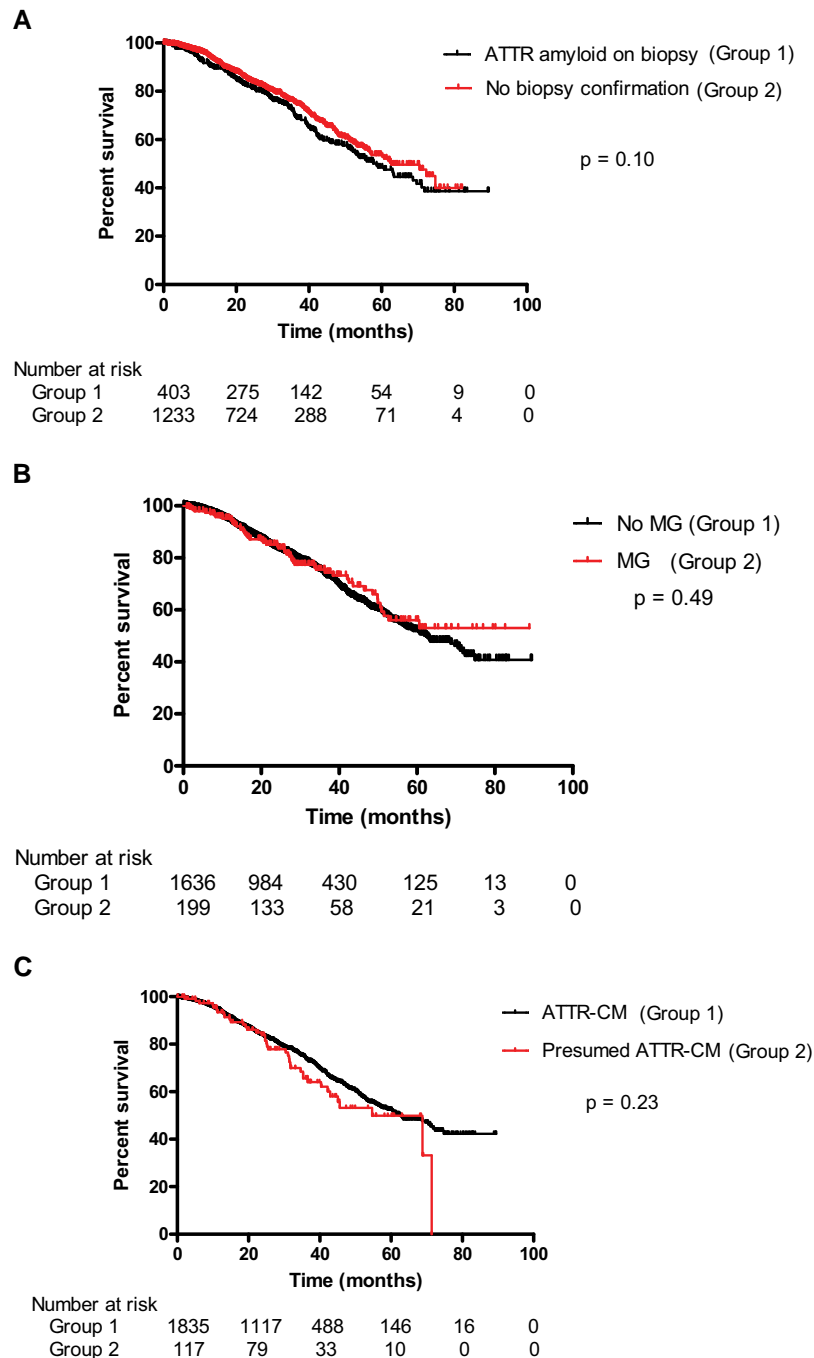 A
100
80
60
40
20
0
Percent survival
0 20 40 60 80 100
Time (months)
ATTR amyloid on biopsy (Group 1)
No biopsy confirmation (Group 2)
p = 0.10
Number at risk
Group 1 403 275 142 54 9 0
Group 2 1233 724 288 71 4 0
B
100
80
60
40
20
0
Percent survival
0 20 40 60 80 100
Time (months)
No MG (Group 1)
MG (Group 2)
p = 0.49
Number at risk
Group 1 1636 984 430 125 13 0
Group 2 199 133 58 21 3 0
C
100
80
60
40
20
0
Percent survival
0 20 40 60 80 100
Time (months)
ATTR-CM (Group 1)
Presumed ATTR-CM (Group 2)
p = 0.23
Number at risk
Group 1 1835 1117 488 146 16 0
Group 2 117 79 33 10 0 0